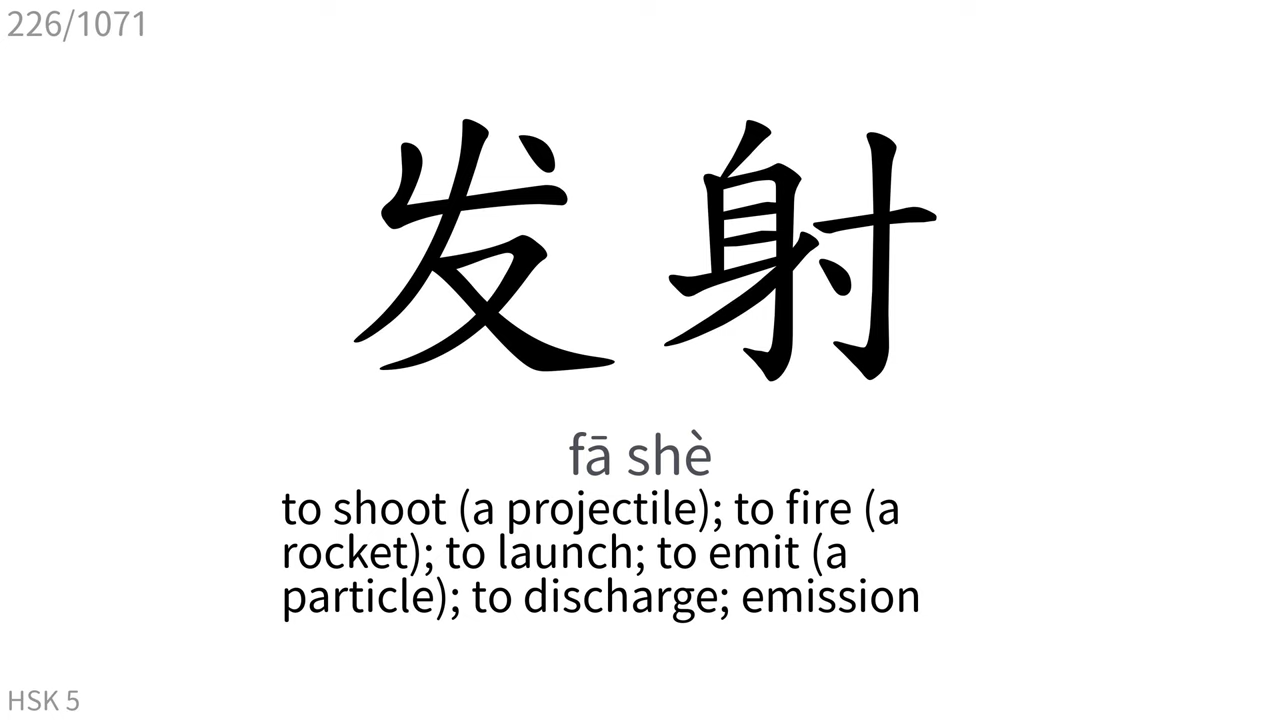 226/1071
发射
fā shè
to shoot (a projectile); to fire (a
rocket); to launch; to emit (a
particle); to discharge; emission
HSK 5